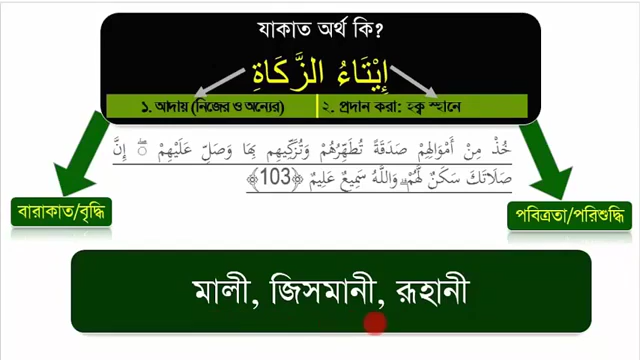 যাকাত অর্থ কি?
إِيْتَاءُ الزَّكَاةِ
১. আদায় (নিজের ও অন্যের) ২. প্রদান করা: হক্ব স্থানে
خُذْ مِنْ أَمْوَالِهِمْ صَدَقَةً تُطَهِّرُهُمْ وَتُزَكِّيهِم بِهَا وَصَلِّ عَلَيْهِمْ ۖ إِنَّ
صَلَاتَكَ سَكَنٌ لَّهُمْ ۗ وَاللَّهُ سَمِيعٌ عَلِيمٌ ﴿103﴾
বারাকাত/বৃদ্ধি
পবিত্রতা/পরিশুদ্ধি
মালী, জিসমানী, রূহানী